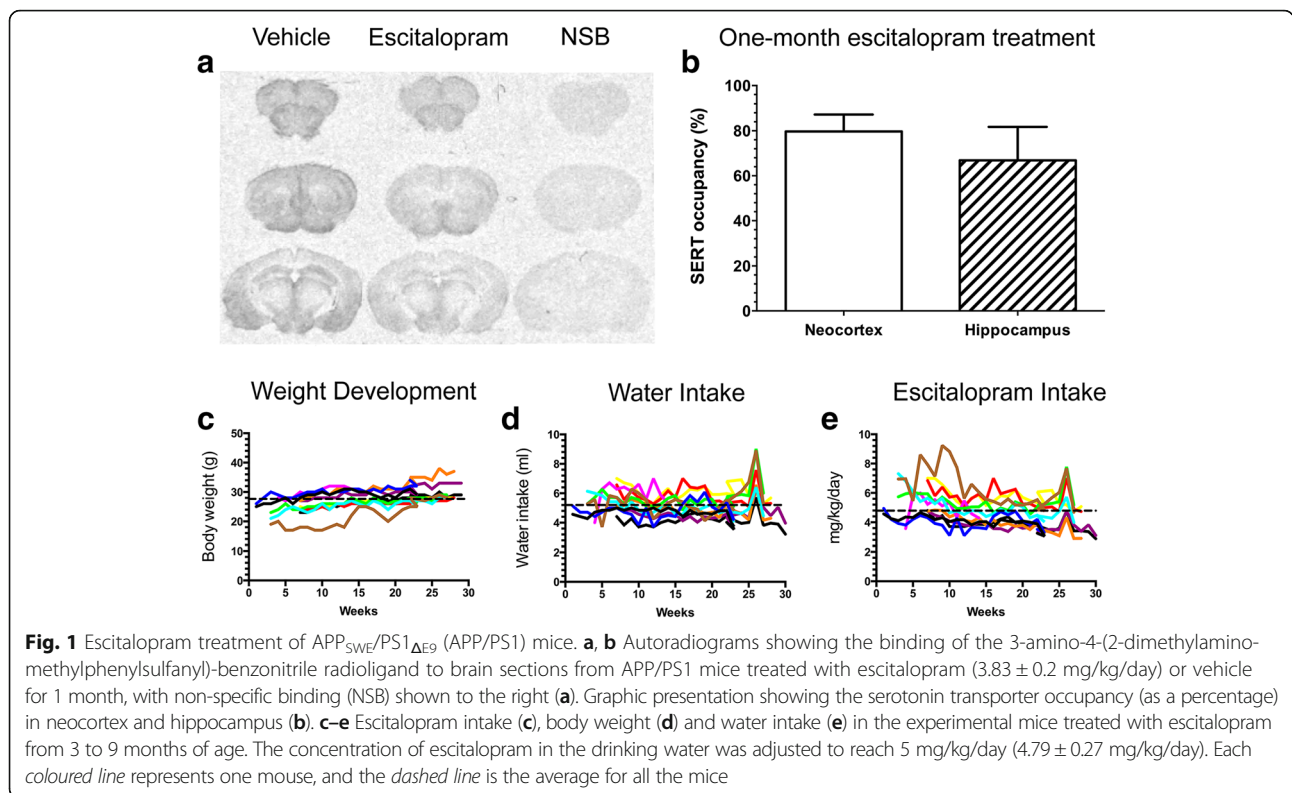 Vehicle Escitalopram NSB
a
b
One-month escitalopram treatment
SERT occupancy (%)
100
80
60
40
20
0
Neocortex Hippocampus
c
Weight Development
Body weight (g)
50
40
30
20
10
0
0 5 10 15 20 25 30
Weeks
d
Water Intake
Water intake (ml)
10
8
6
4
2
0
0 5 10 15 20 25 30
Weeks
e
Escitalopram Intake
mg/kg/day
10
8
6
4
2
0
0 5 10 15 20 25 30
Weeks
Fig. 1 Escitalopram treatment of APPSWE/PS1ΔE9 (APP/PS1) mice. a, b Autoradiograms showing the binding of the 3-amino-4-(2-dimethylamino-
methylphenylsulfanyl)-benzonitrile radioligand to brain sections from APP/PS1 mice treated with escitalopram (3.83 ± 0.2 mg/kg/day) or vehicle
for 1 month, with non-specific binding (NSB) shown to the right (a). Graphic presentation showing the serotonin transporter occupancy (as a percentage)
in neocortex and hippocampus (b). c–e Escitalopram intake (c), body weight (d) and water intake (e) in the experimental mice treated with escitalopram
from 3 to 9 months of age. The concentration of escitalopram in the drinking water was adjusted to reach 5 mg/kg/day (4.79 ± 0.27 mg/kg/day). Each
coloured line represents one mouse, and the dashed line is the average for all the mice